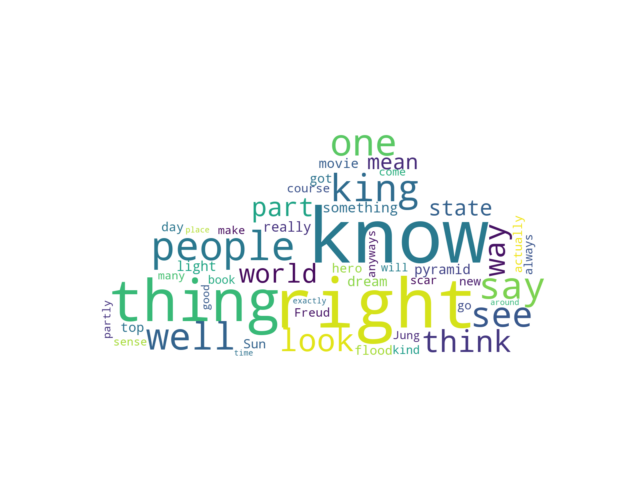 one
movie
mean
come
got
course
king
part
something
state
day
place
make
really
people
know
anyways
way
actually
always
light
many
book
world
hero
will
pyramid
dream
scar
new
say
good
thing
exactly
right
go
around
see
partly
top
sense
well
Sun
time
Freud
look
Jung
flood
kind
think